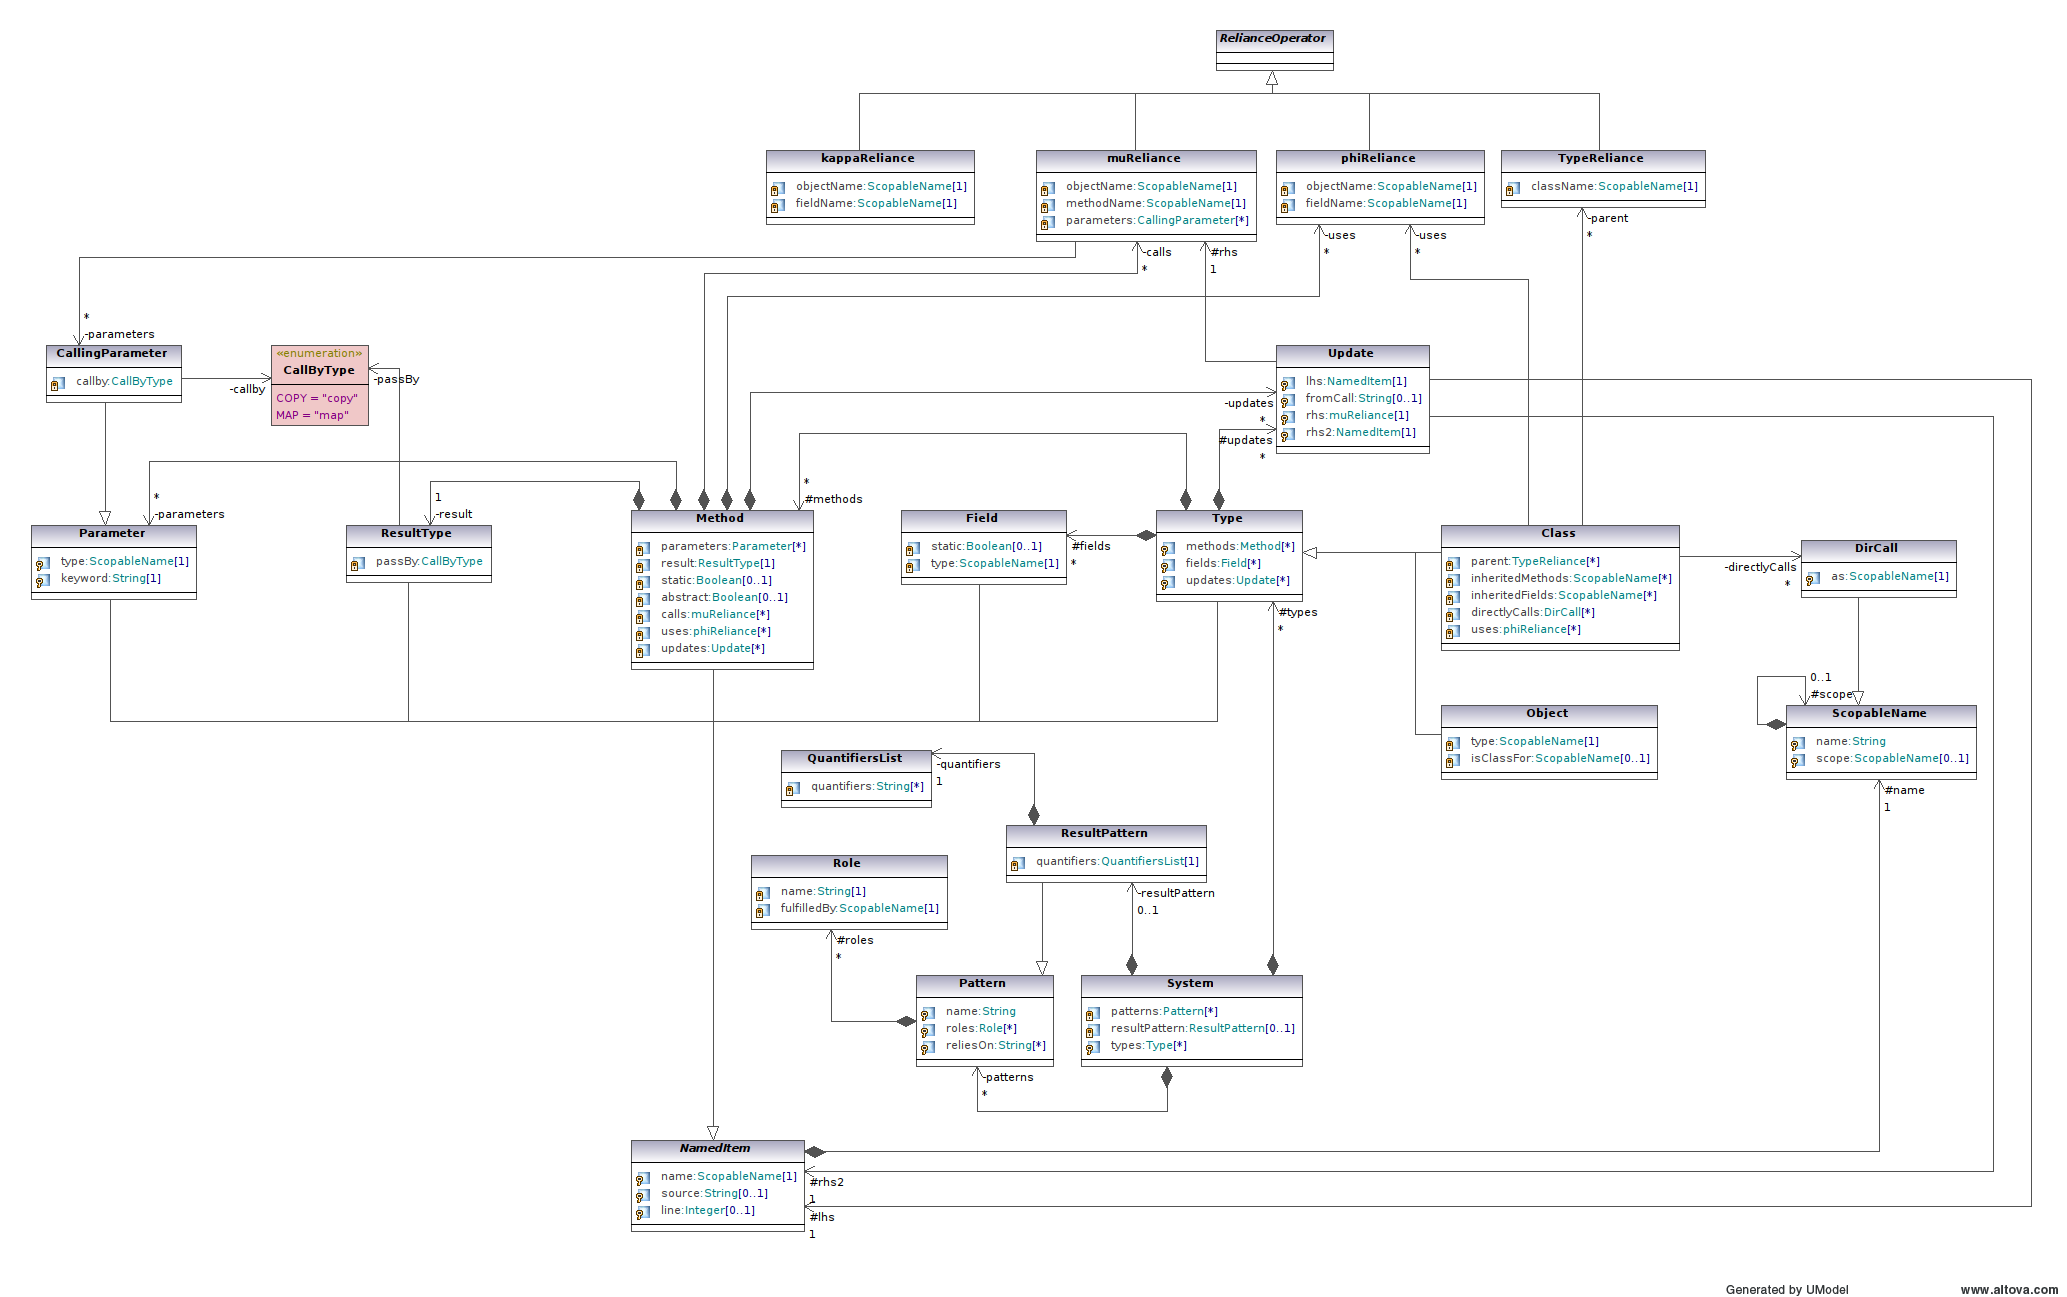 RelianceOperator
kappaReliance
objectName:ScopableName[1]
fieldName:ScopableName[1]
muReliance
objectName:ScopableName[1]
methodName:ScopableName[1]
parameters:CallingParameter[*]
phiReliance
objectName:ScopableName[1]
fieldName:ScopableName[1]
TypeReliance
className:ScopableName[1]
-parent
*
-uses
*
-uses
*
-calls
*
#rhs
1
*
-parameters
CallingParameter
callby:CallByType
-callby
«enumeration»
CallByType
COPY = "copy"
MAP = "map"
-passBy
Update
lhs:NamedItem[1]
fromCall:String[0..1]
rhs:muReliance[1]
rhs2:NamedItem[1]
-updates
*
#updates
*
*
-parameters
1
-result
*
#methods
Parameter
type:ScopableName[1]
keyword:String[1]
ResultType
passBy:CallByType
Method
parameters:Parameter[*]
result:ResultType[1]
static:Boolean[0..1]
abstract:Boolean[0..1]
calls:muReliance[*]
uses:phiReliance[*]
updates:Update[*]
Field
static:Boolean[0..1]
type:ScopableName[1]
#fields
*
Type
methods:Method[*]
fields:Field[*]
updates:Update[*]
#types
*
Class
parent:TypeReliance[*]
inheritedMethods:ScopableName[*]
inheritedFields:ScopableName[*]
directlyCalls:DirCall[*]
uses:phiReliance[*]
-directlyCalls
*
DirCall
as:ScopableName[1]
0..1
#scope
Object
type:ScopableName[1]
isClassFor:ScopableName[0..1]
ScopableName
name:String
scope:ScopableName[0..1]
#name
1
QuantifiersList
quantifiers:String[*]
-quantifiers
1
ResultPattern
quantifiers:QuantifiersList[1]
-resultPattern
0..1
Role
name:String[1]
fulfilledBy:ScopableName[1]
#roles
*
Pattern
name:String
roles:Role[*]
reliesOn:String[*]
-patterns
*
System
patterns:Pattern[*]
resultPattern:ResultPattern[0..1]
types:Type[*]
NamedItem
name:ScopableName[1]
source:String[0..1]
line:Integer[0..1]
#rhs2
1
#lhs
1
Generated by UModel
www.altova.com